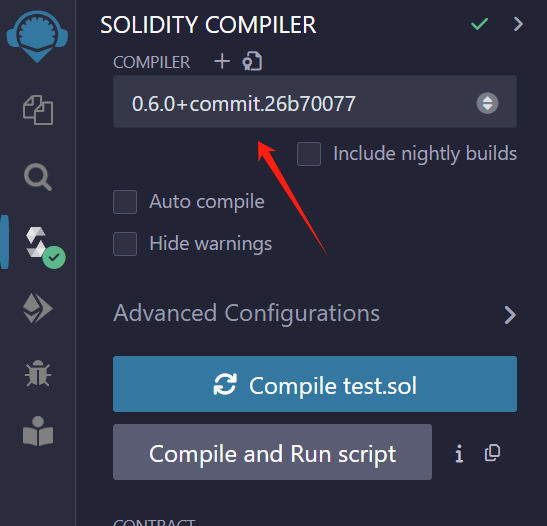 SOLIDITY COMPILER
COMPILER
0.6.0+commit.26b70077
Include nightly builds
Auto compile
Hide warnings
Advanced Configurations
Compile test.sol
Compile and Run script
CONTRACT